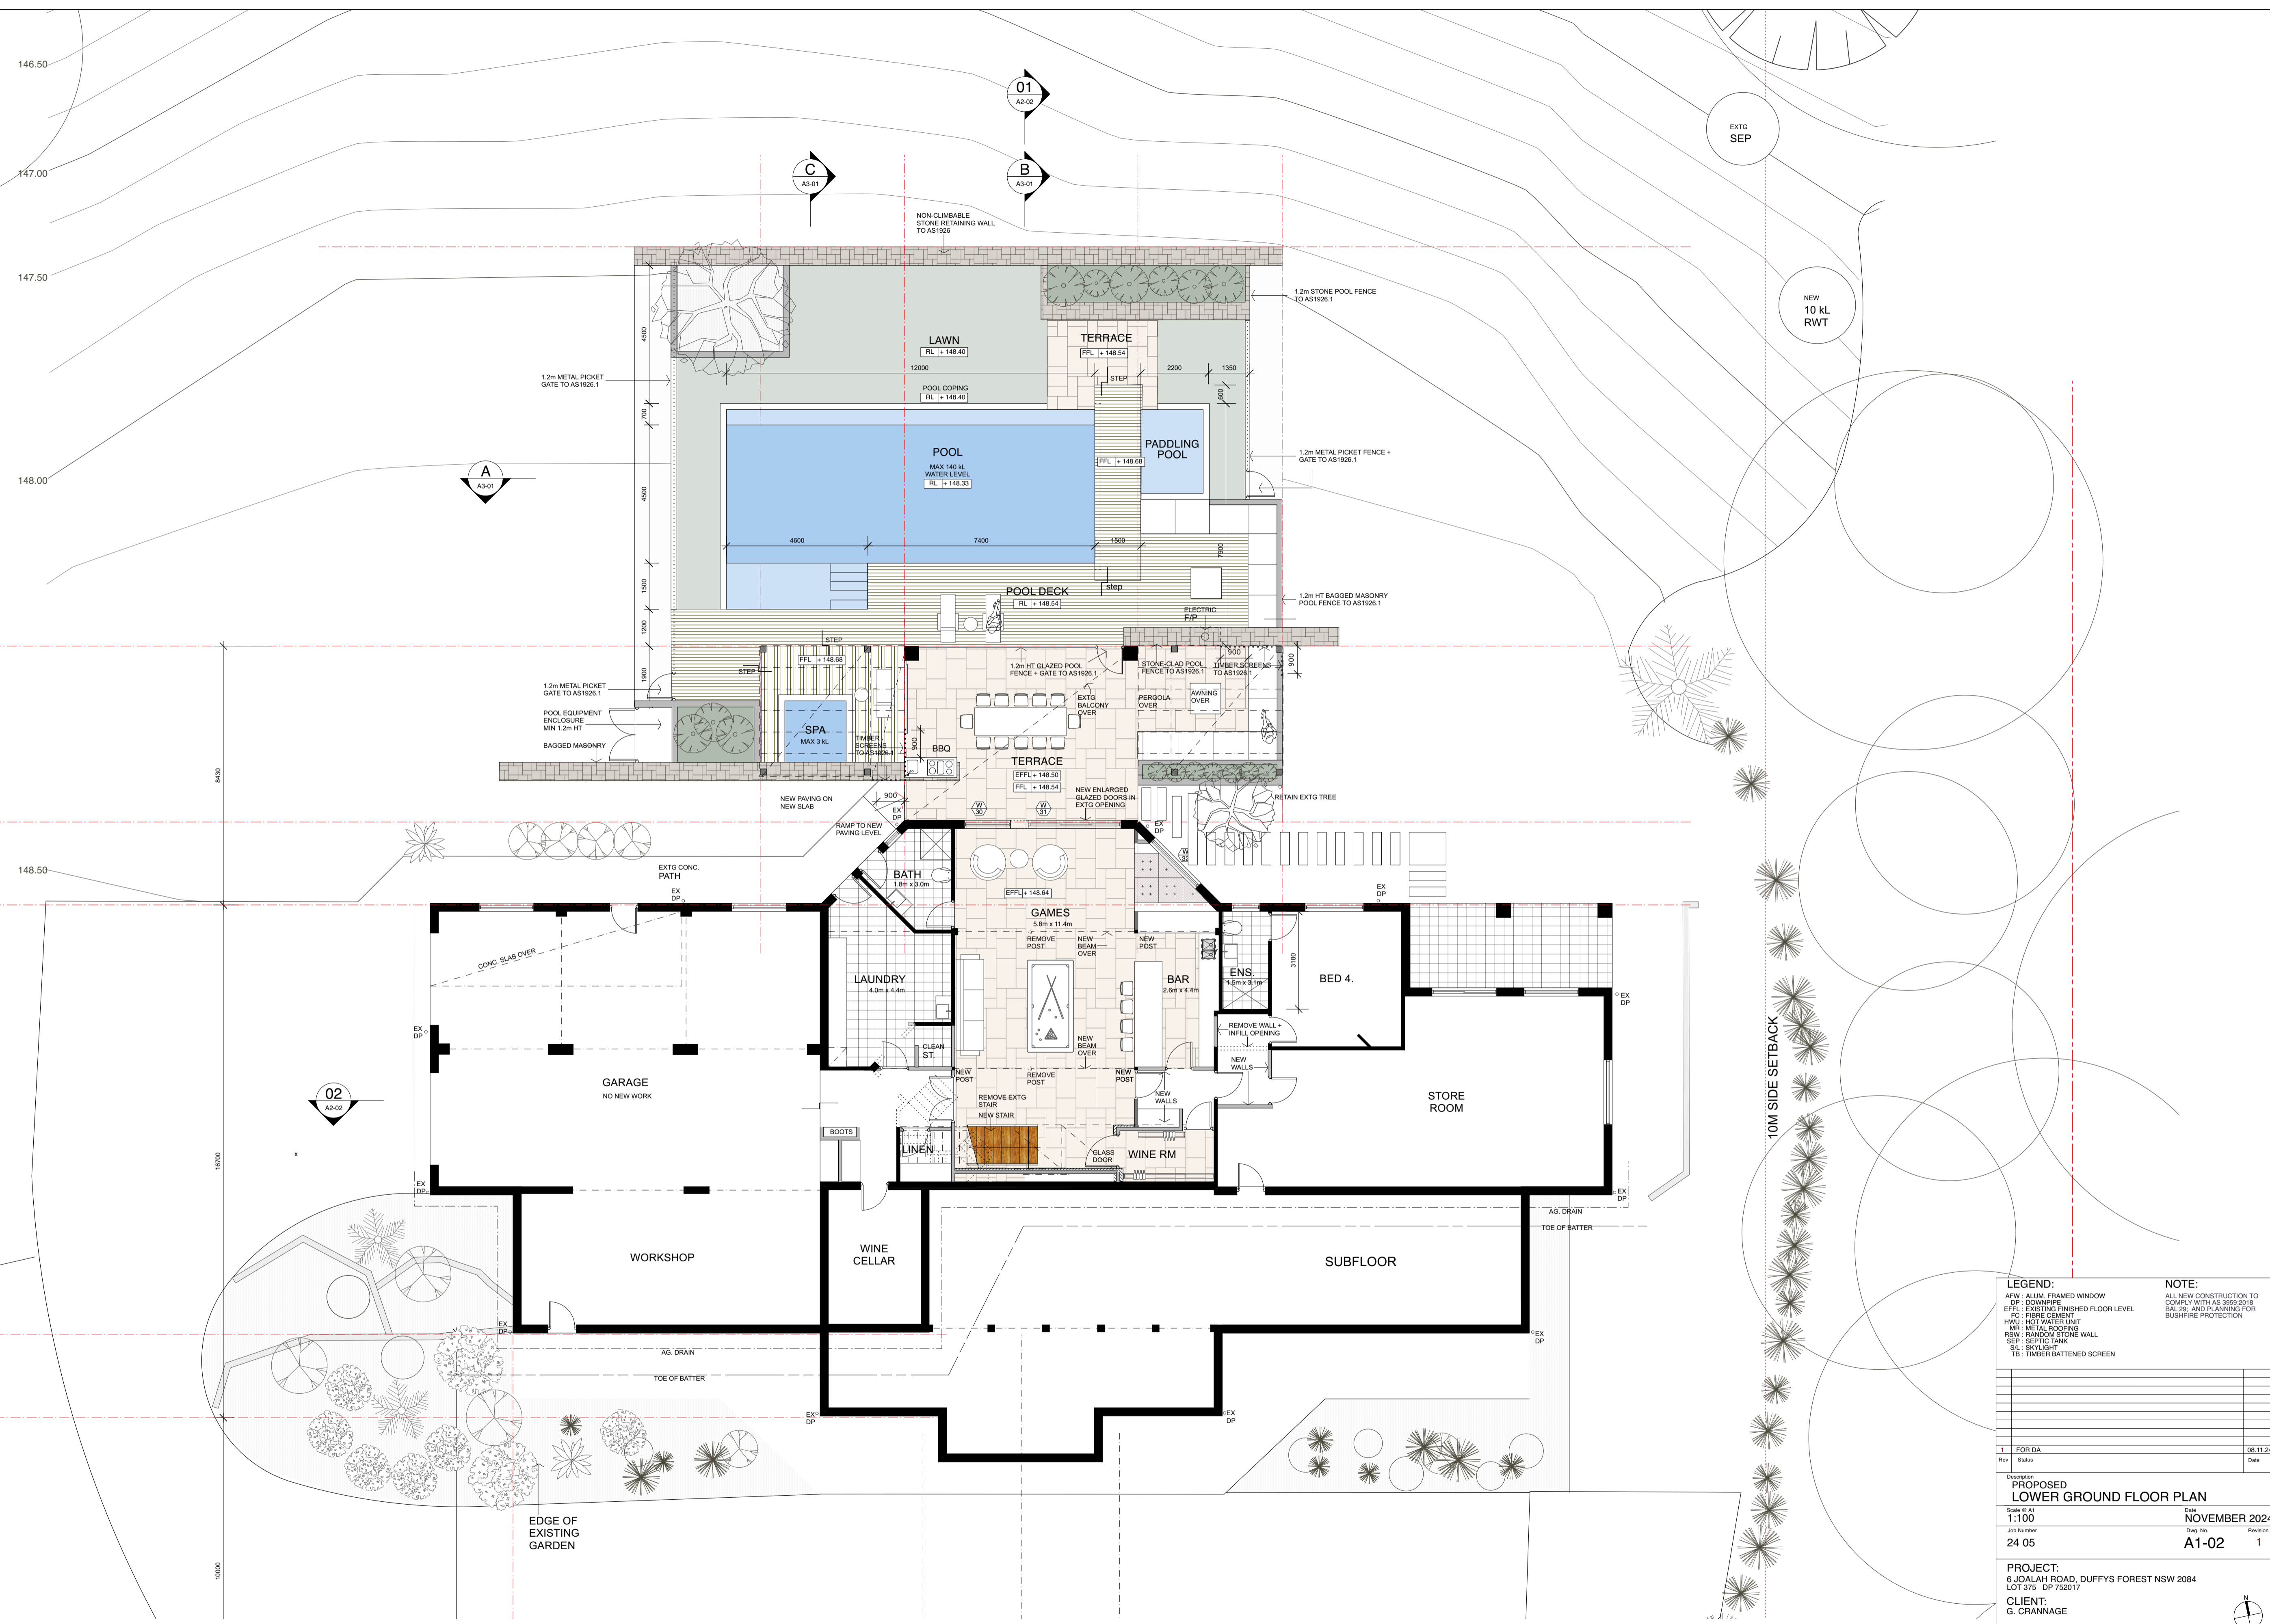 146.50
147.00
147.50
148.00
148.50
01
A2-02
C
A3-01
B
A3-01
A
A3-01
02
A2-02
EXTG
SEP
NEW
10 kL
RWT
NON-CLIMBABLE
STONE RETAINING WALL
TO AS1926
1.2m STONE POOL FENCE
TO AS1926.1
1.2m METAL PICKET
GATE TO AS1926.1
LAWN
RL + 148.40
TERRACE
FFL + 148.54
12000
2200
1350
STEP
POOL COPING
RL + 148.40
4500
700
4500
1500
1200
1900
600
7900
POOL
MAX 140 kL
WATER LEVEL
RL + 148.33
PADDLING
POOL
FFL + 148.68
1.2m METAL PICKET FENCE +
GATE TO AS1926.1
4600
7400
1500
step
POOL DECK
RL + 148.54
ELECTRIC
F/P
1.2m HT BAGGED MASONRY
POOL FENCE TO AS1926.1
STEP
FFL + 148.68
STEP
1.2m METAL PICKET
GATE TO AS1926.1
POOL EQUIPMENT
ENCLOSURE
MIN 1.2m HT
BAGGED MASONRY
SPA
MAX 3 kL
TIMBER
SCREENS
TO AS1926.1
900
BBQ
1.2m HT GLAZED POOL
FENCE + GATE TO AS1926.1
EXTG
BALCONY
OVER
STONE-CLAD POOL
FENCE TO AS1926.1
900
TIMBER SCREENS
TO AS1926.1
900
PERGOLA
OVER
AWNING
OVER
TERRACE
EFFL + 148.50
FFL + 148.54
NEW ENLARGED
GLAZED DOORS IN
EXTG OPENING
W
30
W
31
RETAIN EXTG TREE
NEW PAVING ON
NEW SLAB
900
EX
DP
RAMP TO NEW
PAVING LEVEL
EX
DP
EXTG CONC.
PATH
EX
DP
EX
DP
BATH
1.8m x 3.0m
EFFL + 148.64
GAMES
5.8m x 11.4m
REMOVE
POST
NEW
BEAM
OVER
NEW
POST
CONC. SLAB OVER
LAUNDRY
4.0m x 4.4m
BAR
2.6m x 4.4m
ENS.
1.5m x 3.1m
3180
BED 4.
EX
DP
EX
DP
CLEAN
ST.
NEW
BEAM
OVER
REMOVE WALL +
INFILL OPENING
NEW
WALLS
NEW
POST
REMOVE
POST
NEW
POST
NEW
WALLS
GARAGE
NO NEW WORK
STORE
ROOM
REMOVE EXTG
STAIR
NEW STAIR
BOOTS
LINEN
GLASS
DOOR
WINE RM
EX
DP
EX
DP
AG. DRAIN
TOE OF BATTER
WORKSHOP
WINE
CELLAR
SUBFLOOR
EX
DP
EX
DP
AG. DRAIN
TOE OF BATTER
EX
DP
EX
DP
8430
16700
10000
x
EDGE OF
EXISTING
GARDEN
10M SIDE SETBACK
LEGEND:
AFW : ALUM. FRAMED WINDOW
DP : DOWNPIPE
EFFL : EXISTING FINISHED FLOOR LEVEL
FC : FIBRE CEMENT
HWU : HOT WATER UNIT
MR : METAL ROOFING
RSW : RANDOM STONE WALL
SEP : SEPTIC TANK
S/L : SKYLIGHT
TB : TIMBER BATTENED SCREEN
NOTE:
ALL NEW CONSTRUCTION TO
COMPLY WITH AS 3959:2018
BAL 29; AND PLANNING FOR
BUSHFIRE PROTECTION
1 FOR DA 08.11.24
Rev Status Date
Description
PROPOSED
LOWER GROUND FLOOR PLAN
Scale @ A1 Date
1:100 NOVEMBER 2024
Job Number Dwg. No. Revision
24 05 A1-02 1
PROJECT:
6 JOALAH ROAD, DUFFYS FOREST NSW 2084
LOT 375 DP 752017
CLIENT:
G. CRANNAGE
N